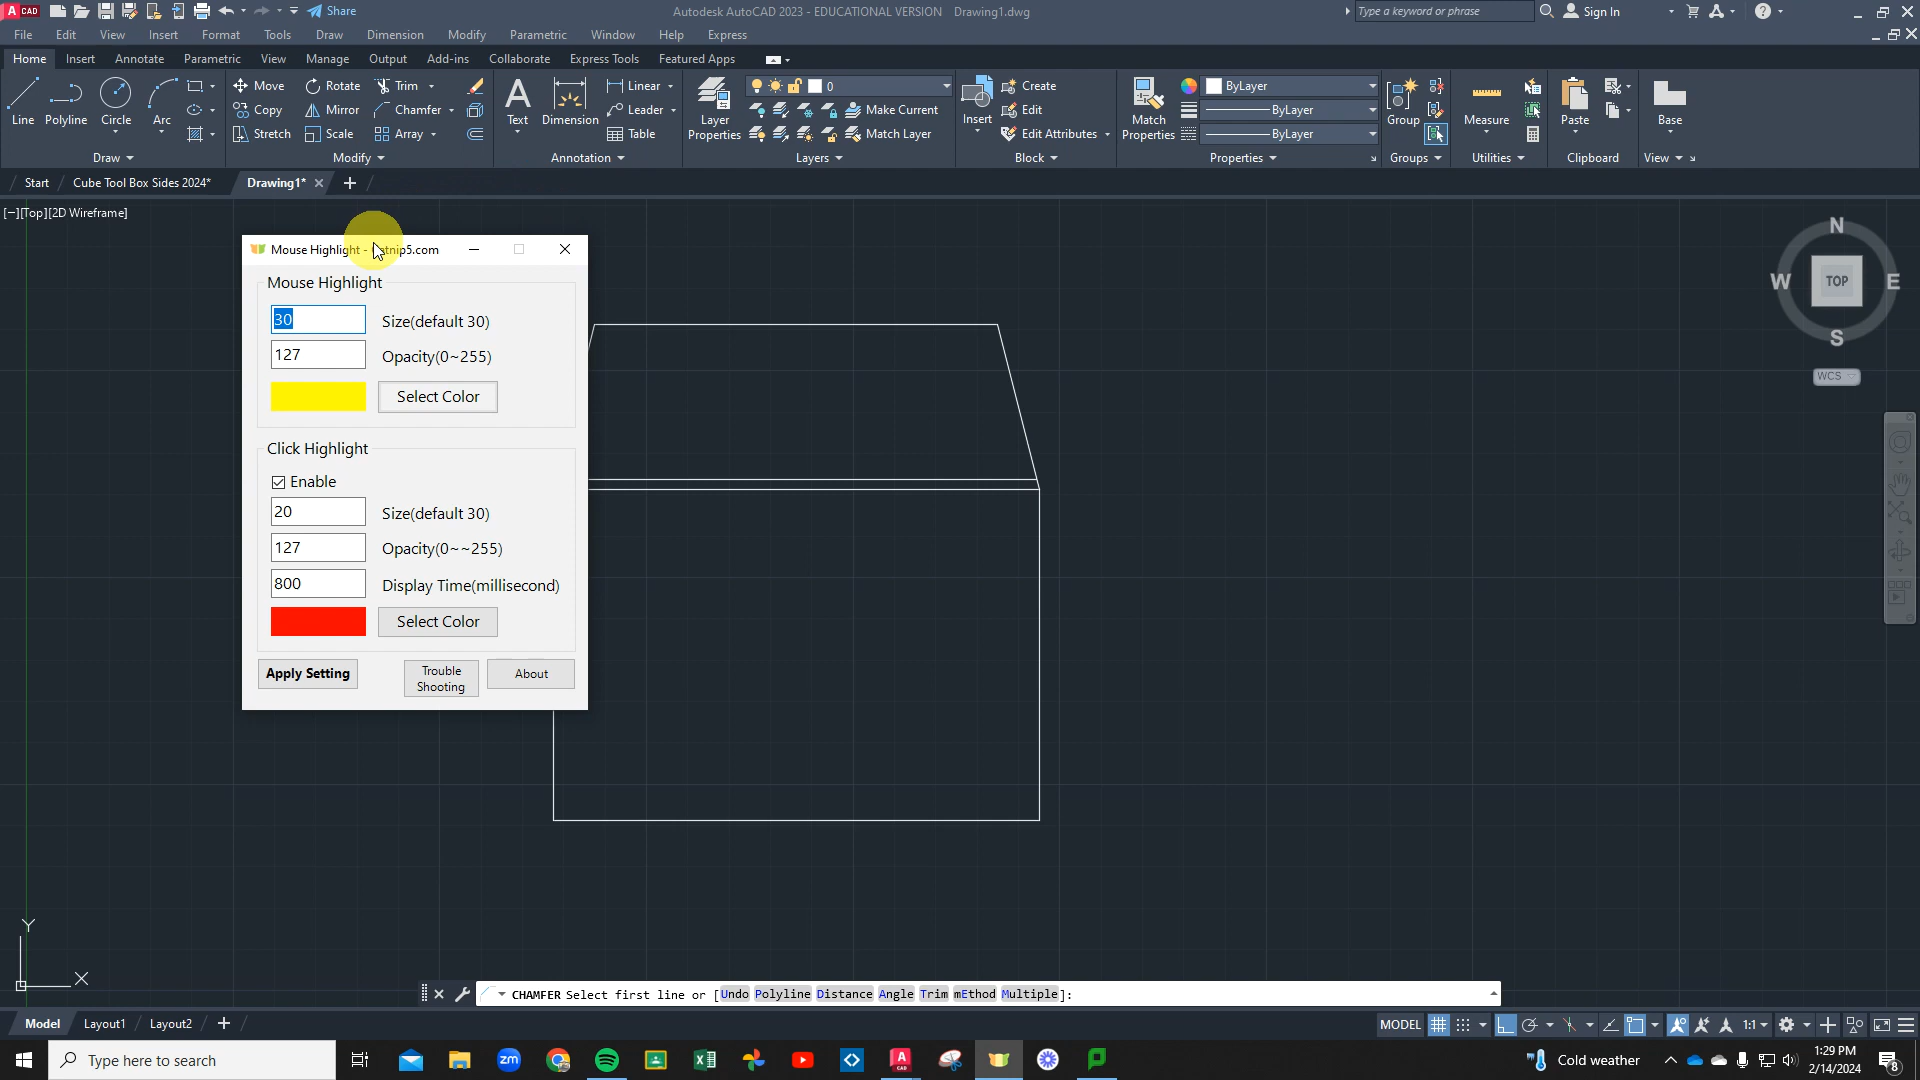 CAD Share Autodesk AutoCAD 2023 - EDUCATIONAL VERSION Drawing1.dwg Type a keyword or phrase Sign In
File Edit View Insert Format Tools Draw Dimension Modify Parametric Window Help Express
Home Insert Annotate Parametric View Manage Output Add-ins Collaborate Express Tools Featured Apps
Line Polyline Circle Arc
Draw
Move Rotate Trim
Copy Mirror Chamfer
Stretch Scale Array
Modify
Text Dimension
Linear
Leader
Table
Annotation
Layer
Properties
0
Make Current
Match Layer
Layers
Insert
Create
Edit
Edit Attributes
Block
Match
Properties
ByLayer
ByLayer
ByLayer
Properties
Group
Groups
Measure
Utilities
Paste
Clipboard
Base
View
Start Cube Tool Box Sides 2024* Drawing1*
[−][Top][2D Wireframe]
N
W TOP E
S
WCS
Mouse Highlight
Mouse Highlight
30 Size(default 30)
127 Opacity(0~255)
Select Color
Click Highlight
Enable
20 Size(default 30)
127 Opacity(0~~255)
800 Display Time(millisecond)
Select Color
Apply Setting
Trouble
Shooting
About
Y
X
CHAMFER Select first line or [Undo Polyline Distance Angle Trim mEthod Multiple]:
Model Layout1 Layout2 MODEL 1:1
Type here to search
zm
Cold weather
1:29 PM
2/14/2024
8